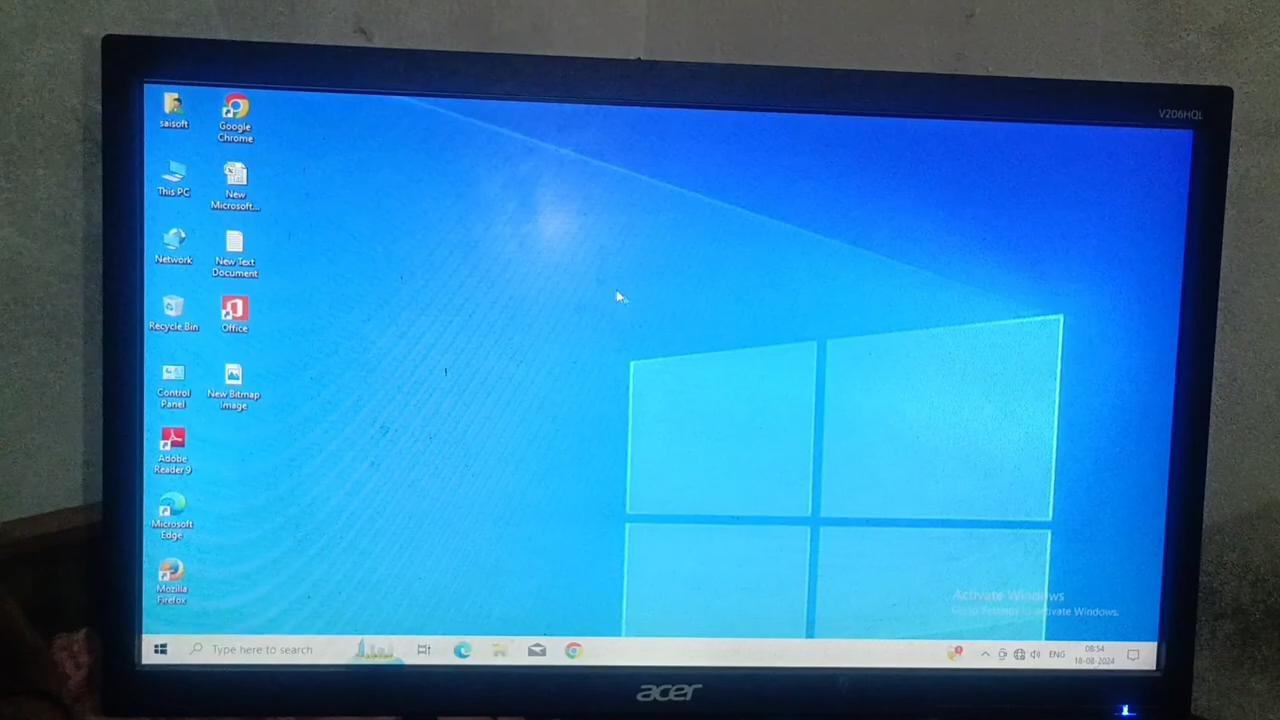 V206HQL
saisoft
Google
Chrome
This PC
New
Microsoft...
Network
New Text
Document
Recycle Bin
Office
Control
Panel
New Bitmap
Image
Adobe
Reader 9
Microsoft
Edge
Mozilla
Firefox
Activate Windows
Go to Settings to activate Windows.
Type here to search
ENG
08:54
18-08-2024
acer